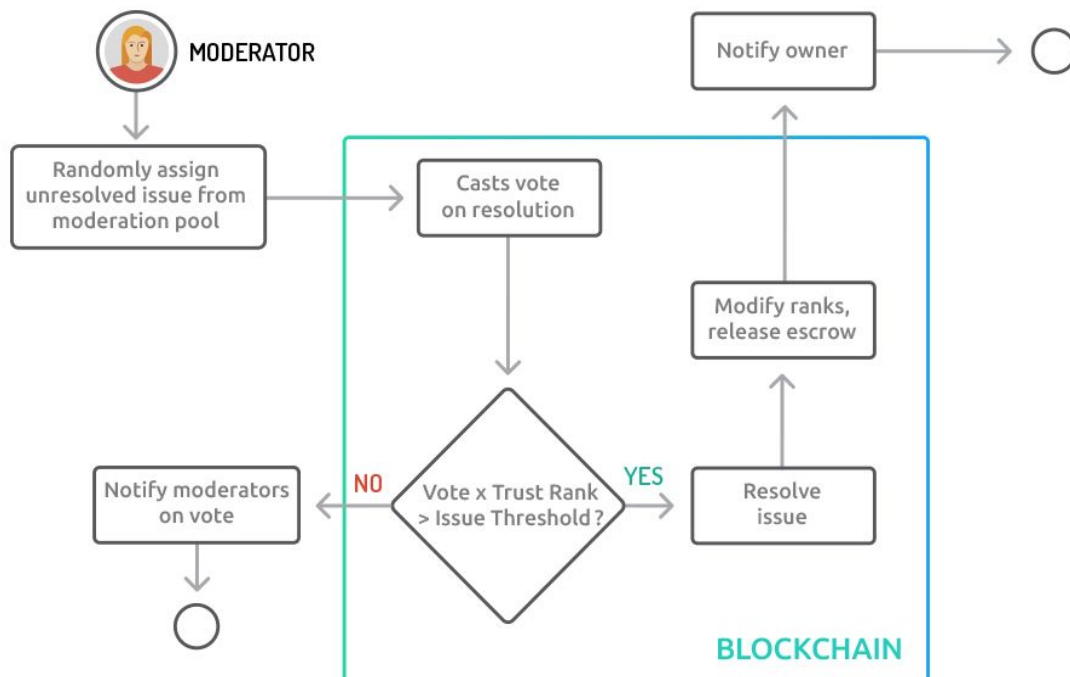 MODERATOR
Notify owner
Randomly assign
unresolved issue from
moderation pool
Casts vote
on resolution
Modify ranks,
release escrow
NO
YES
Notify moderators
on vote
Vote x Trust Rank
> Issue Threshold?
Resolve
issue
BLOCKCHAIN